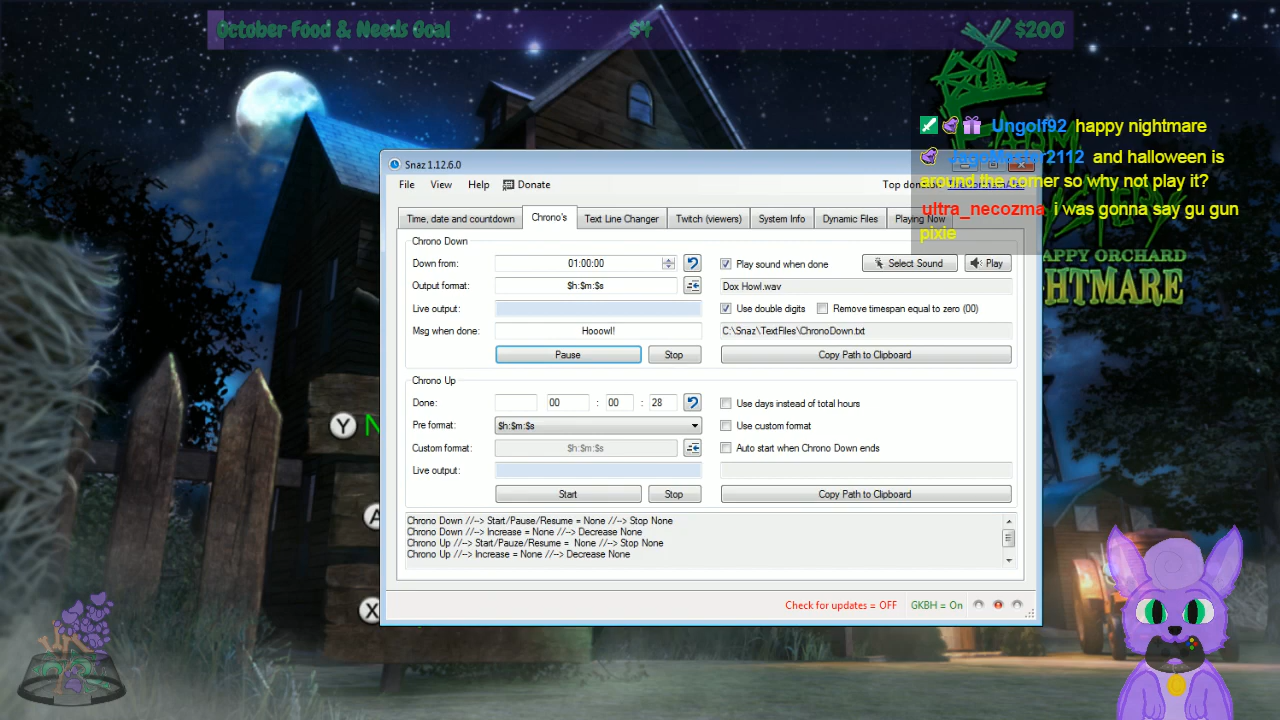 October Food & Needs Goal $4 $200
Ungolf92 happy nightmare
JagoMaster2112 and halloween is
around the corner so why not play it?
ultra_necozma i was gonna say gu gun
pixie
Snaz 1.12.6.0
File View Help Donate Top
Time, date and countdown Chrono's Text Line Changer Twitch (viewers) System Info Dynamic Files Playing Now
Chrono Down
Down from: 01:00:00 Play sound when done Select Sound Play
Output format: $h:$m:$s Dox Howl.wav
Live output: Use double digits Remove timespan equal to zero (00)
Msg when done: Hooowl! C:\Snaz\TextFiles\ChronoDown.txt
Pause Stop Copy Path to Clipboard
Chrono Up
Done: 00 : 00 : 28 Use days instead of total hours
Pre format: $h:$m:$s Use custom format
Custom format: $h:$m:$s Auto start when Chrono Down ends
Live output:
Start Stop Copy Path to Clipboard
Chrono Down //--> Start/Pause/Resume = None //--> Stop None
Chrono Down //--> Increase = None //--> Decrease None
Chrono Up //--> Start/Pauze/Resume = None //--> Stop None
Chrono Up //--> Increase = None //--> Decrease None
Check for updates = OFF GKBH = On
APPY ORCHARD
HTMARE
Y N
A
X